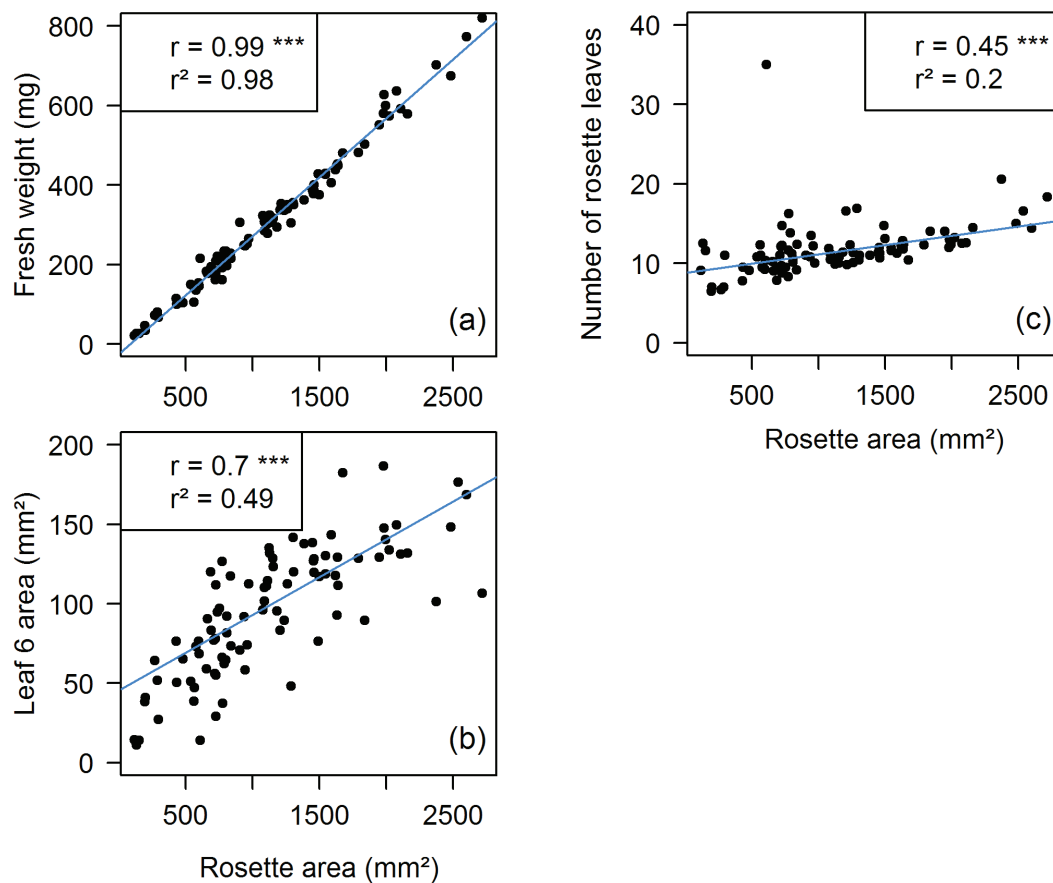 r = 0.99 ***
r² = 0.98
Fresh weight (mg)
800
600
400
200
0
(a)
500
1500
2500
r = 0.7 ***
r² = 0.49
Leaf 6 area (mm²)
200
150
100
50
0
(b)
500
1500
2500
Rosette area (mm²)
r = 0.45 ***
r² = 0.2
Number of rosette leaves
40
30
20
10
0
(c)
500
1500
2500
Rosette area (mm²)